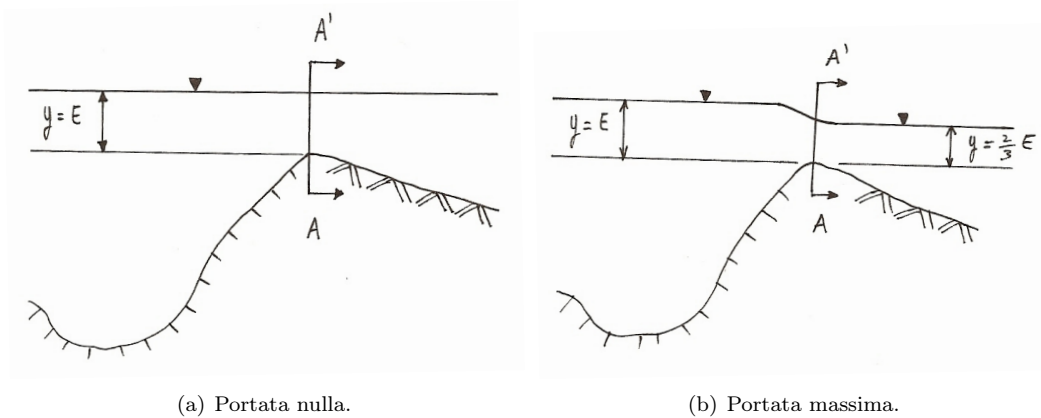 A'
y = E
A
(a) Portata nulla.
A'
y = E
y = 2/3 E
A
(b) Portata massima.